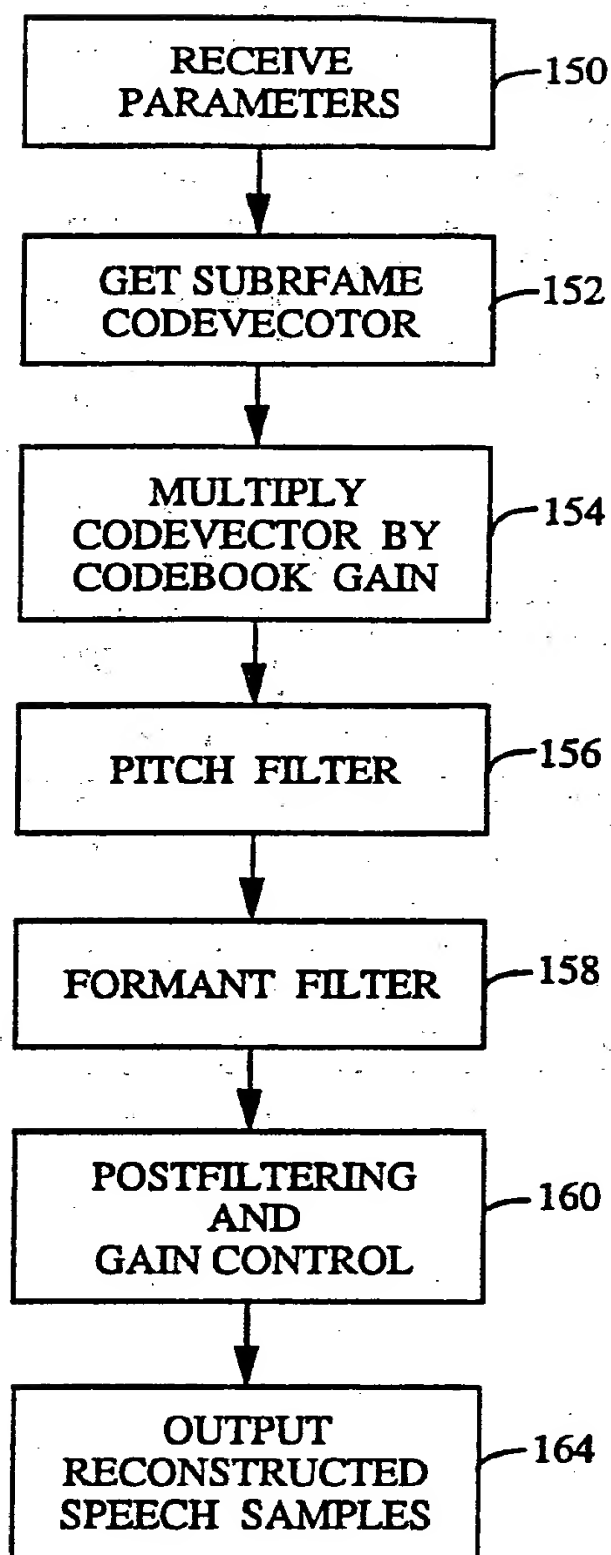 RECEIVE
PARAMETERS
150
GET SUBRFAME
CODEVECOTOR
152
MULTIPLY
CODEVECTOR BY
CODEBOOK GAIN
154
PITCH FILTER
156
FORMANT FILTER
158
POSTFILTERING
AND
GAIN CONTROL
160
OUTPUT
RECONSTRUCTED
SPEECH SAMPLES
164